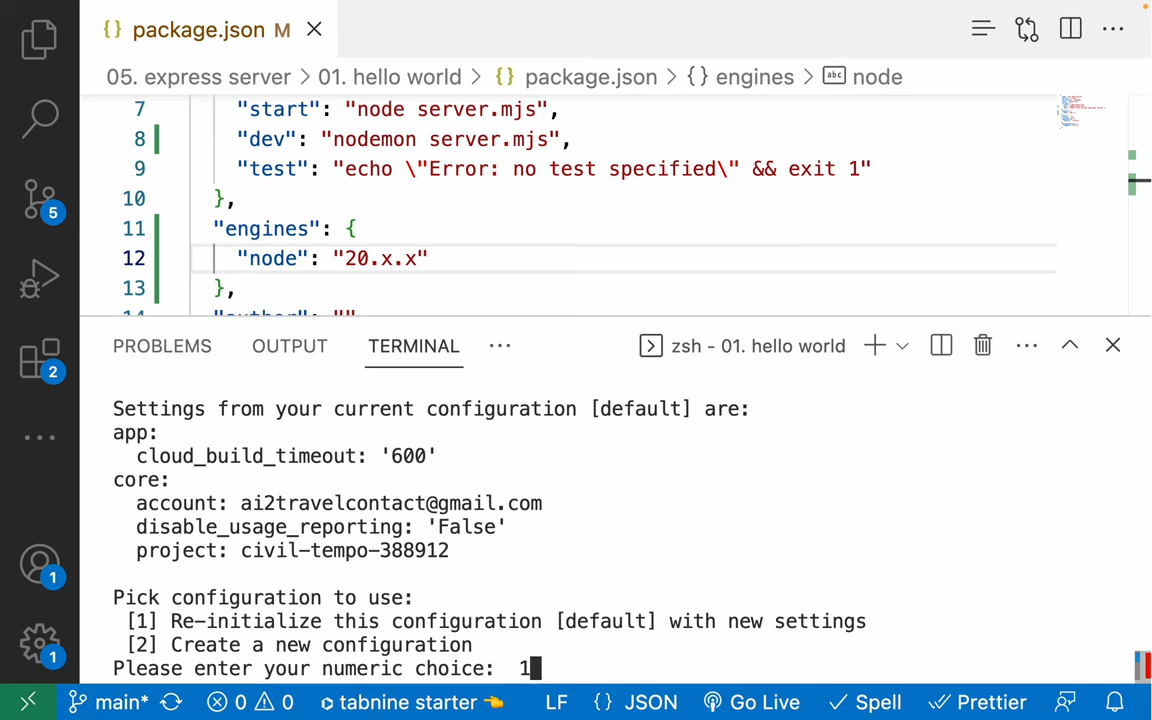 {} package.json M
05. express server > 01. hello world > {} package.json > {} engines > abc node
7 "start": "node server.mjs",
8 "dev": "nodemon server.mjs",
9 "test": "echo \"Error: no test specified\" && exit 1"
10 },
11 "engines": {
12 "node": "20.x.x"
13 },
14 "author": ""
5
2
1
1
PROBLEMS OUTPUT TERMINAL ··· zsh - 01. hello world
Settings from your current configuration [default] are:
app:
cloud_build_timeout: '600'
core:
account: ai2travelcontact@gmail.com
disable_usage_reporting: 'False'
project: civil-tempo-388912
Pick configuration to use:
[1] Re-initialize this configuration [default] with new settings
[2] Create a new configuration
Please enter your numeric choice: 1
main* 0 0 tabnine starter 👈 LF {} JSON Go Live Spell Prettier